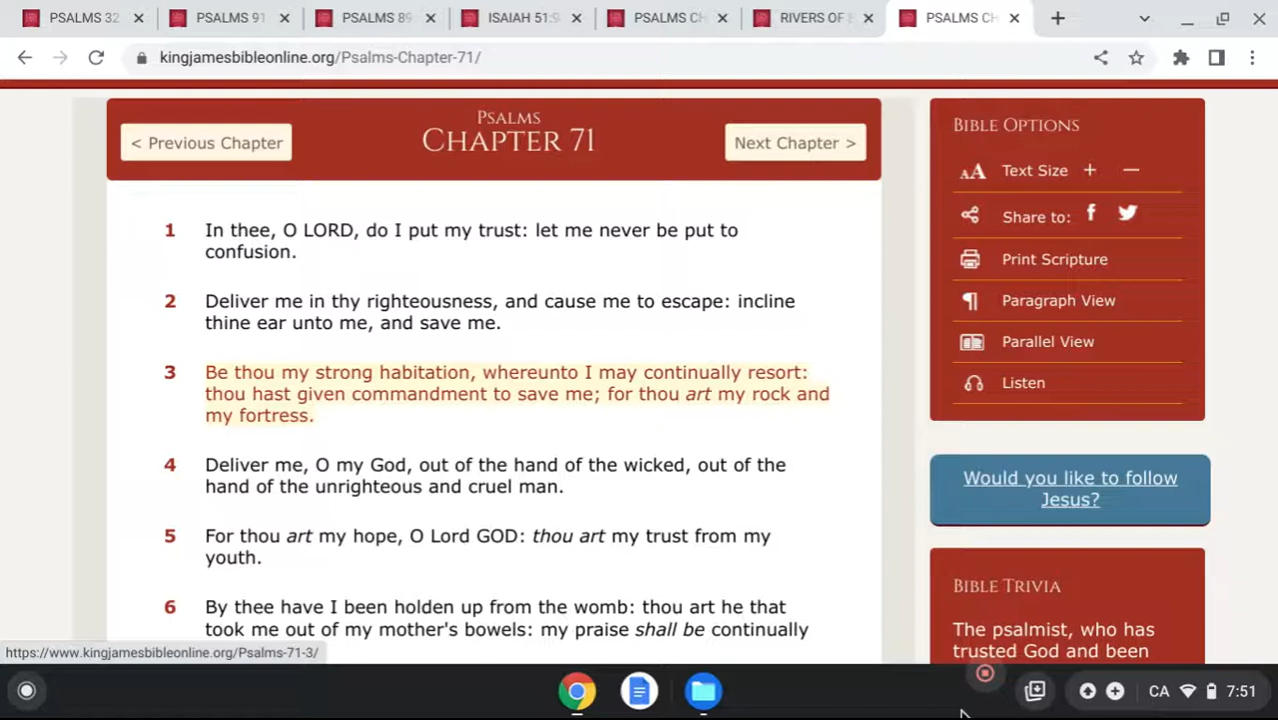 PSALMS 32
PSALMS 91
PSALMS 89
ISAIAH 51:
PSALMS CH
RIVERS OF
PSALMS CH
kingjamesbibleonline.org/Psalms-Chapter-71/
< Previous Chapter
PSALMS
CHAPTER 71
Next Chapter >
1 In thee, O LORD, do I put my trust: let me never be put to
confusion.
2 Deliver me in thy righteousness, and cause me to escape: incline
thine ear unto me, and save me.
3 Be thou my strong habitation, whereunto I may continually resort:
thou hast given commandment to save me; for thou art my rock and
my fortress.
4 Deliver me, O my God, out of the hand of the wicked, out of the
hand of the unrighteous and cruel man.
5 For thou art my hope, O Lord GOD: thou art my trust from my
youth.
6 By thee have I been holden up from the womb: thou art he that
took me out of my mother's bowels: my praise shall be continually
BIBLE OPTIONS
AA Text Size + —
Share to:
Print Scripture
Paragraph View
Parallel View
Listen
Would you like to follow
Jesus?
BIBLE TRIVIA
The psalmist, who has
trusted God and been
https://www.kingjamesbibleonline.org/Psalms-71-3/
CA 7:51